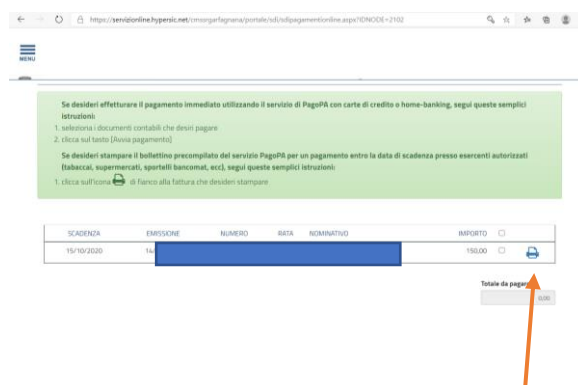 https://servizionline.hypersic.net/cmsorgarfagnana/portale/sdi/sdipagamentionline.aspx?IDNODE=2102
MENU
Se desideri effetturare il pagamento immediato utilizzando il servizio di PagoPA con carte di credito o home-banking, segui queste semplici
istruzioni:
1. seleziona i documenti contabili che desiri pagare
2. clicca sul tasto [Avvia pagamento]
Se desideri stampare il bollettino precompilato del servizio PagoPA per un pagamento entro la data di scadenza presso esercenti autorizzati
(tabaccai, supermercati, sportelli bancomat, ecc), segui queste semplici istruzioni:
1. clicca sull'icona di fianco alla fattura che desideri stampare
SCADENZA EMISSIONE NUMERO RATA NOMINATIVO IMPORTO
15/10/2020 14/ 150,00
Totale da
0,00